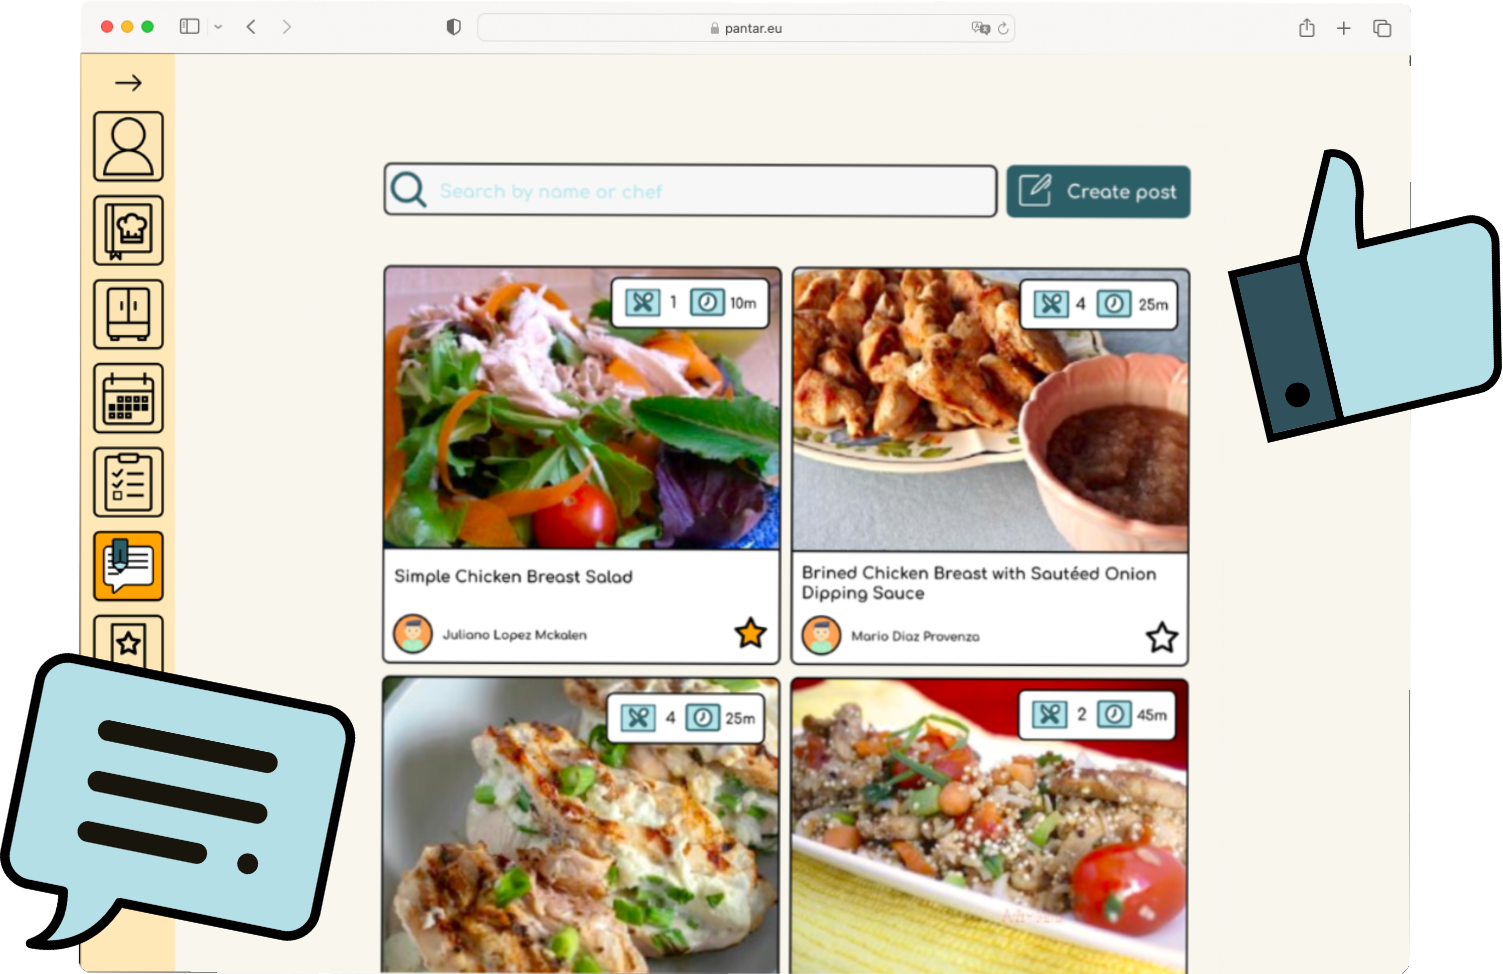 pantar.eu
Search by name or chef
Create post
1 10m
4 25m
Simple Chicken Breast Salad
Juliano Lopez Mckalen
Brined Chicken Breast with Sautéed Onion
Dipping Sauce
Mario Diaz Provenza
4 25m
2 45m